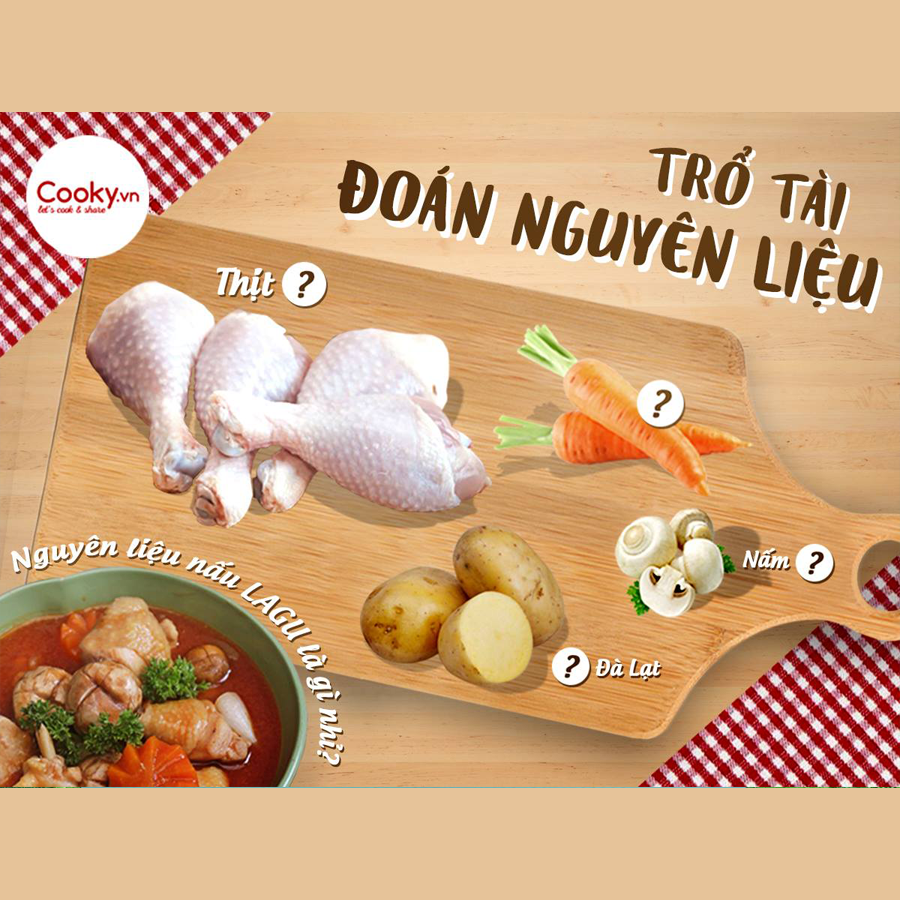 Cooky.vn
let's cook & share
TRỔ TÀI
ĐOÁN NGUYÊN LIỆU
Thịt ?
?
Nấm ?
? Đà Lạt
Nguyên liệu nấu LAGU là gì nhỉ?